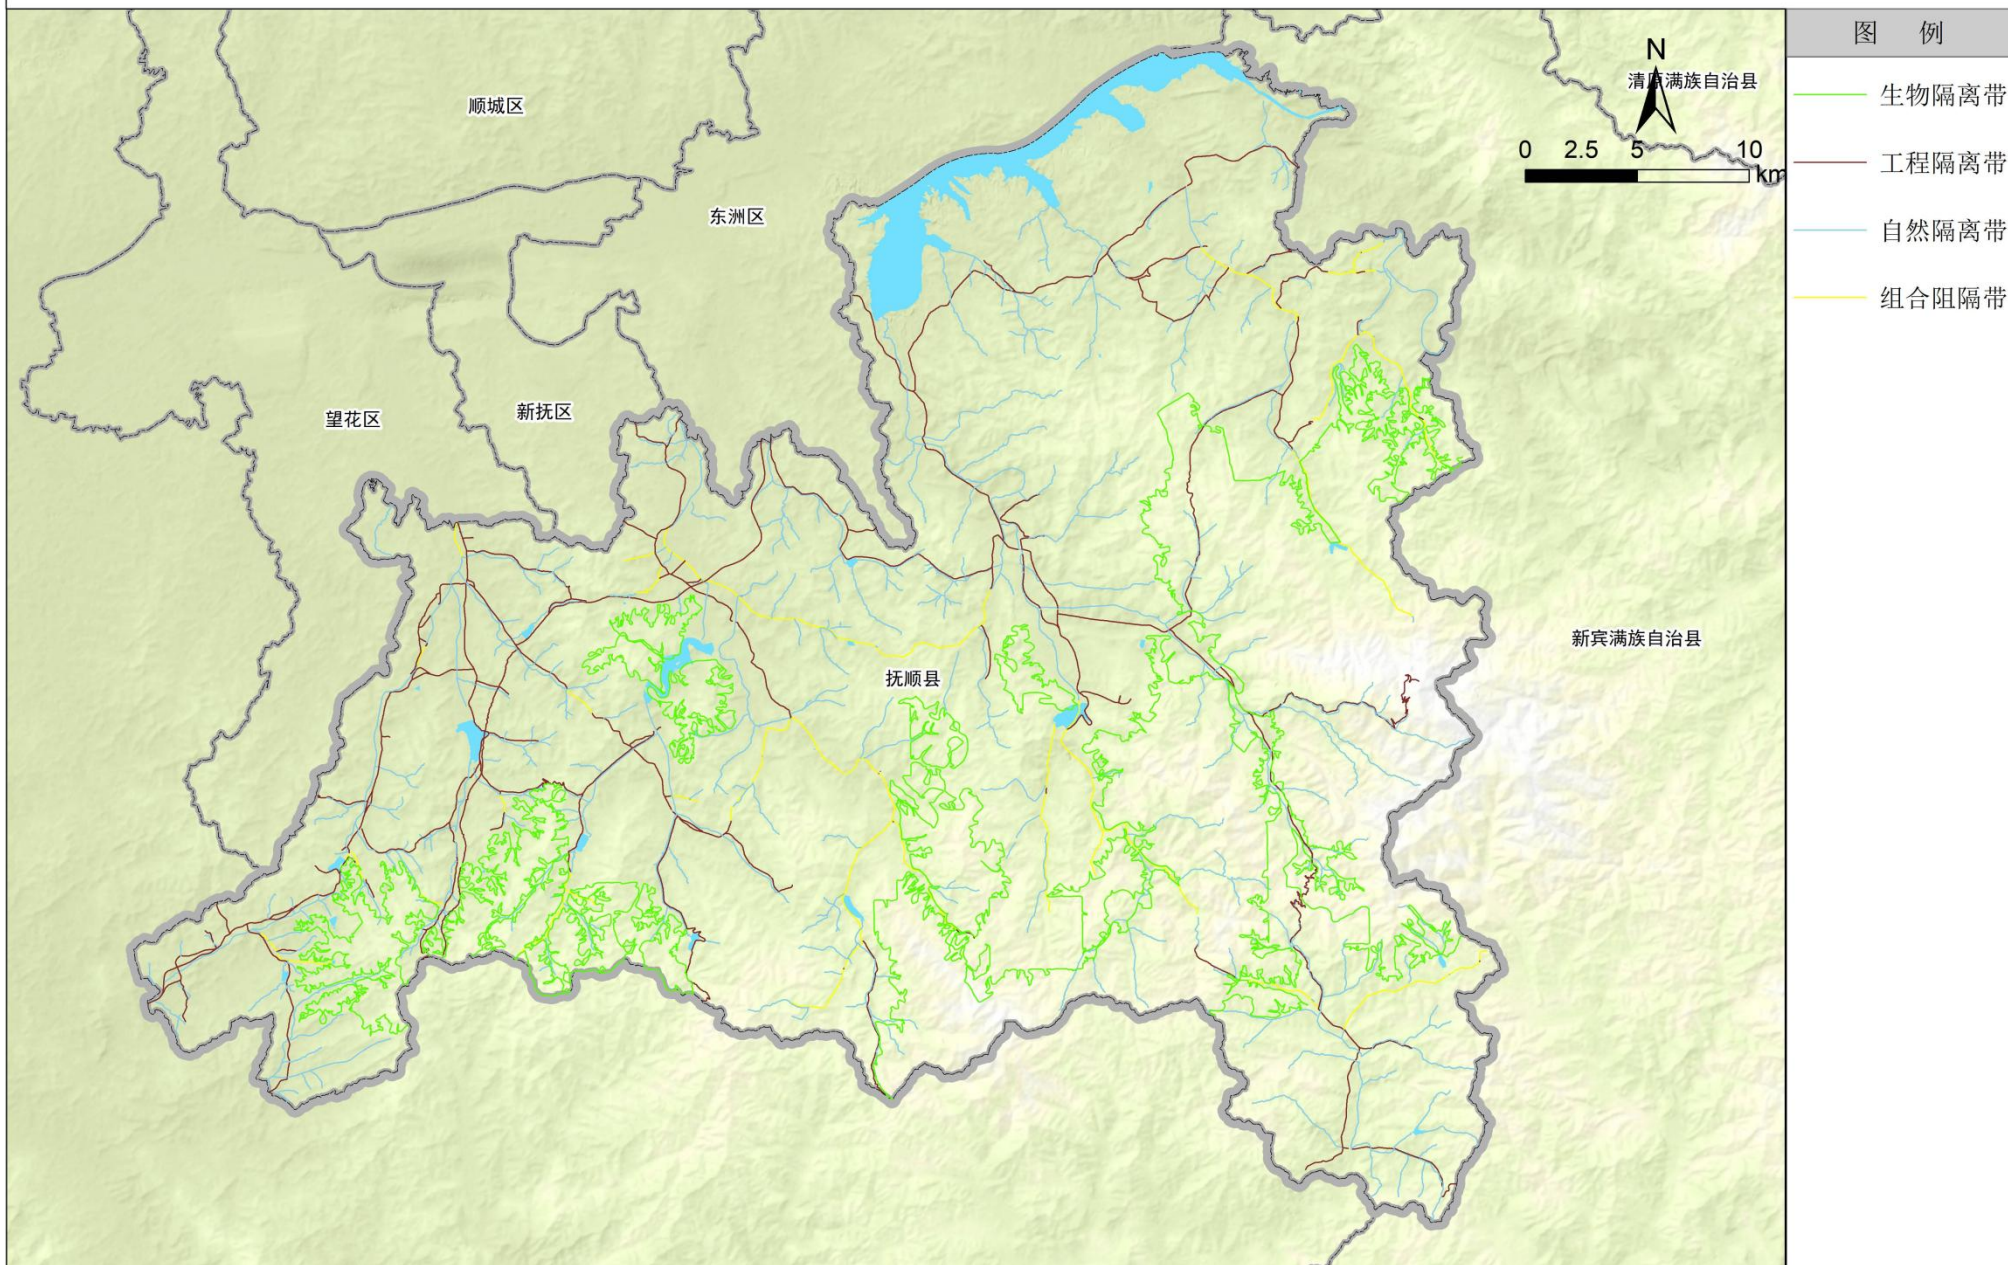 图 例
生物隔离带
工程隔离带
自然隔离带
组合阻隔带
N
清原满族自治县
0 2.5 5 10
km
顺城区
东洲区
望花区
新抚区
新宾满族自治县
抚顺县